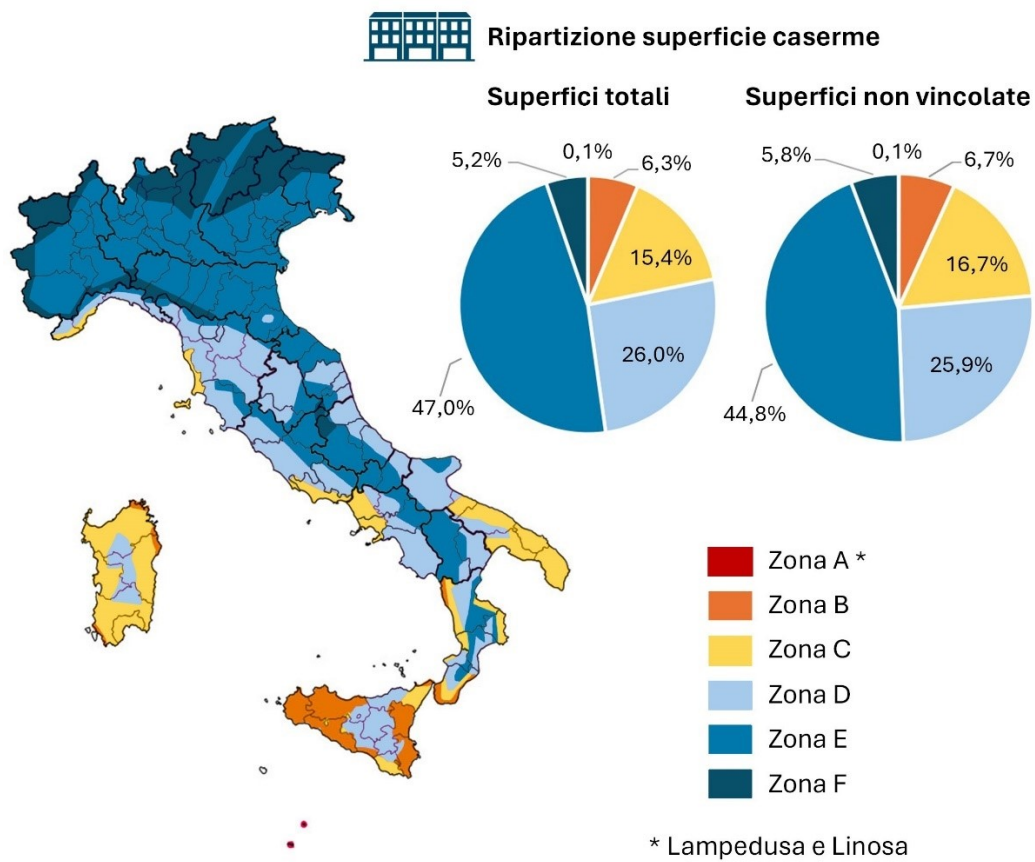 Ripartizione superficie caserme
Superfici totali
5,2%
0,1%
6,3%
15,4%
26,0%
47,0%
Superfici non vincolate
5,8%
0,1%
6,7%
16,7%
25,9%
44,8%
Zona A *
Zona B
Zona C
Zona D
Zona E
Zona F
* Lampedusa e Linosa